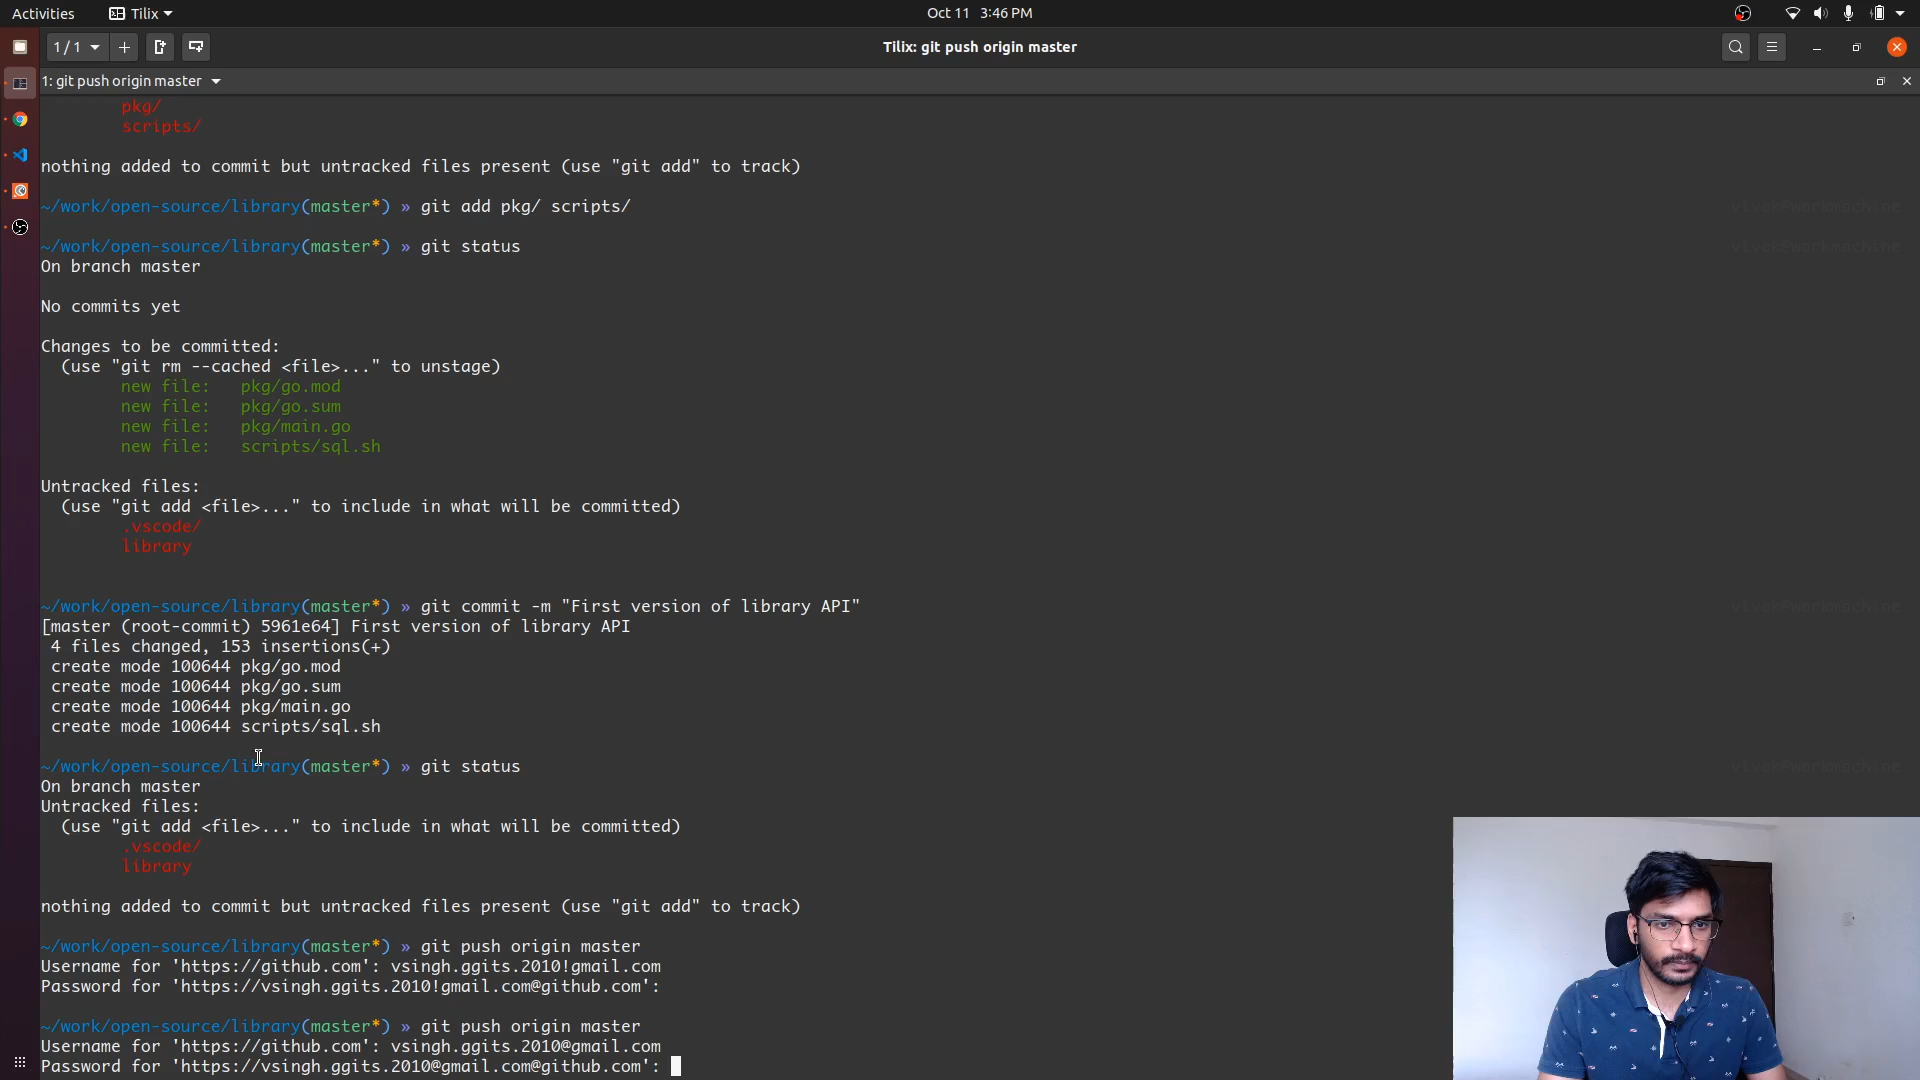 Activities
Tilix
Oct 11 3:46 PM
1 / 1
Tilix: git push origin master
1: git push origin master
pkg/
scripts/
nothing added to commit but untracked files present (use "git add" to track)
~/work/open-source/library(master*) » git add pkg/ scripts/
vivek@workmachine
~/work/open-source/library(master*) » git status
vivek@workmachine
On branch master
No commits yet
Changes to be committed:
(use "git rm --cached <file>..." to unstage)
new file: pkg/go.mod
new file: pkg/go.sum
new file: pkg/main.go
new file: scripts/sql.sh
Untracked files:
(use "git add <file>..." to include in what will be committed)
.vscode/
library
~/work/open-source/library(master*) » git commit -m "First version of library API"
vivek@workmachine
[master (root-commit) 5961e64] First version of library API
4 files changed, 153 insertions(+)
create mode 100644 pkg/go.mod
create mode 100644 pkg/go.sum
create mode 100644 pkg/main.go
create mode 100644 scripts/sql.sh
~/work/open-source/library(master*) » git status
vivek@workmachine
On branch master
Untracked files:
(use "git add <file>..." to include in what will be committed)
.vscode/
library
nothing added to commit but untracked files present (use "git add" to track)
~/work/open-source/library(master*) » git push origin master
Username for 'https://github.com': vsingh.ggits.2010!gmail.com
Password for 'https://vsingh.ggits.2010!gmail.com@github.com':
~/work/open-source/library(master*) » git push origin master
Username for 'https://github.com': vsingh.ggits.2010@gmail.com
Password for 'https://vsingh.ggits.2010@gmail.com@github.com':